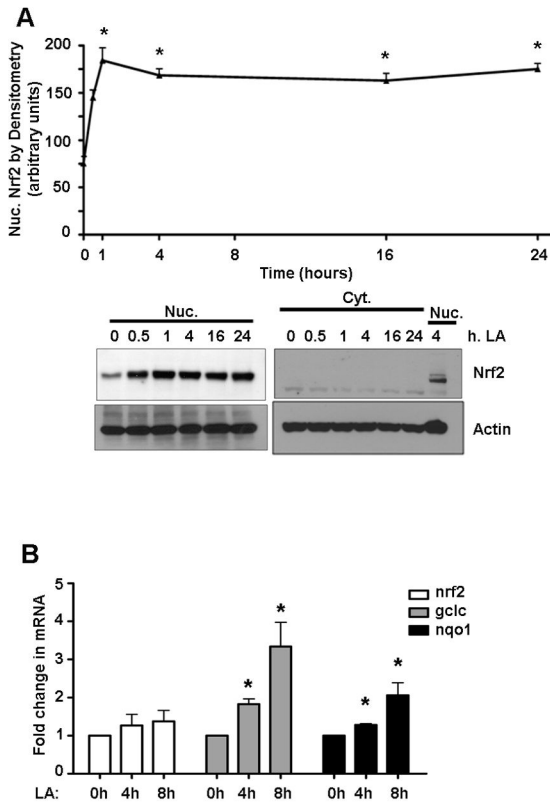 A
Nuc. Nrf2 by Densitometry
(arbitrary units)
200
150
100
50
0
* * * *
0 1 4 8 16 24
Time (hours)
Nuc. Cyt. Nuc.
0 0.5 1 4 16 24 0 0.5 1 4 16 24 4 h. LA
Nrf2
Actin
B
Fold change in mRNA
5
4
3
2
1
0
nrf2
gclc
nqo1
* * * *
LA: 0h 4h 8h 0h 4h 8h 0h 4h 8h